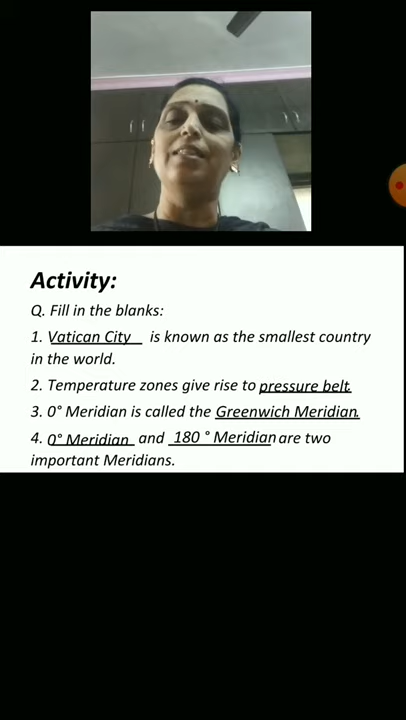 Activity:
Q. Fill in the blanks:
1. Vatican City is known as the smallest country
in the world.
2. Temperature zones give rise to pressure belt.
3. 0° Meridian is called the Greenwich Meridian.
4. 0° Meridian and 180 ° Meridian are two
important Meridians.